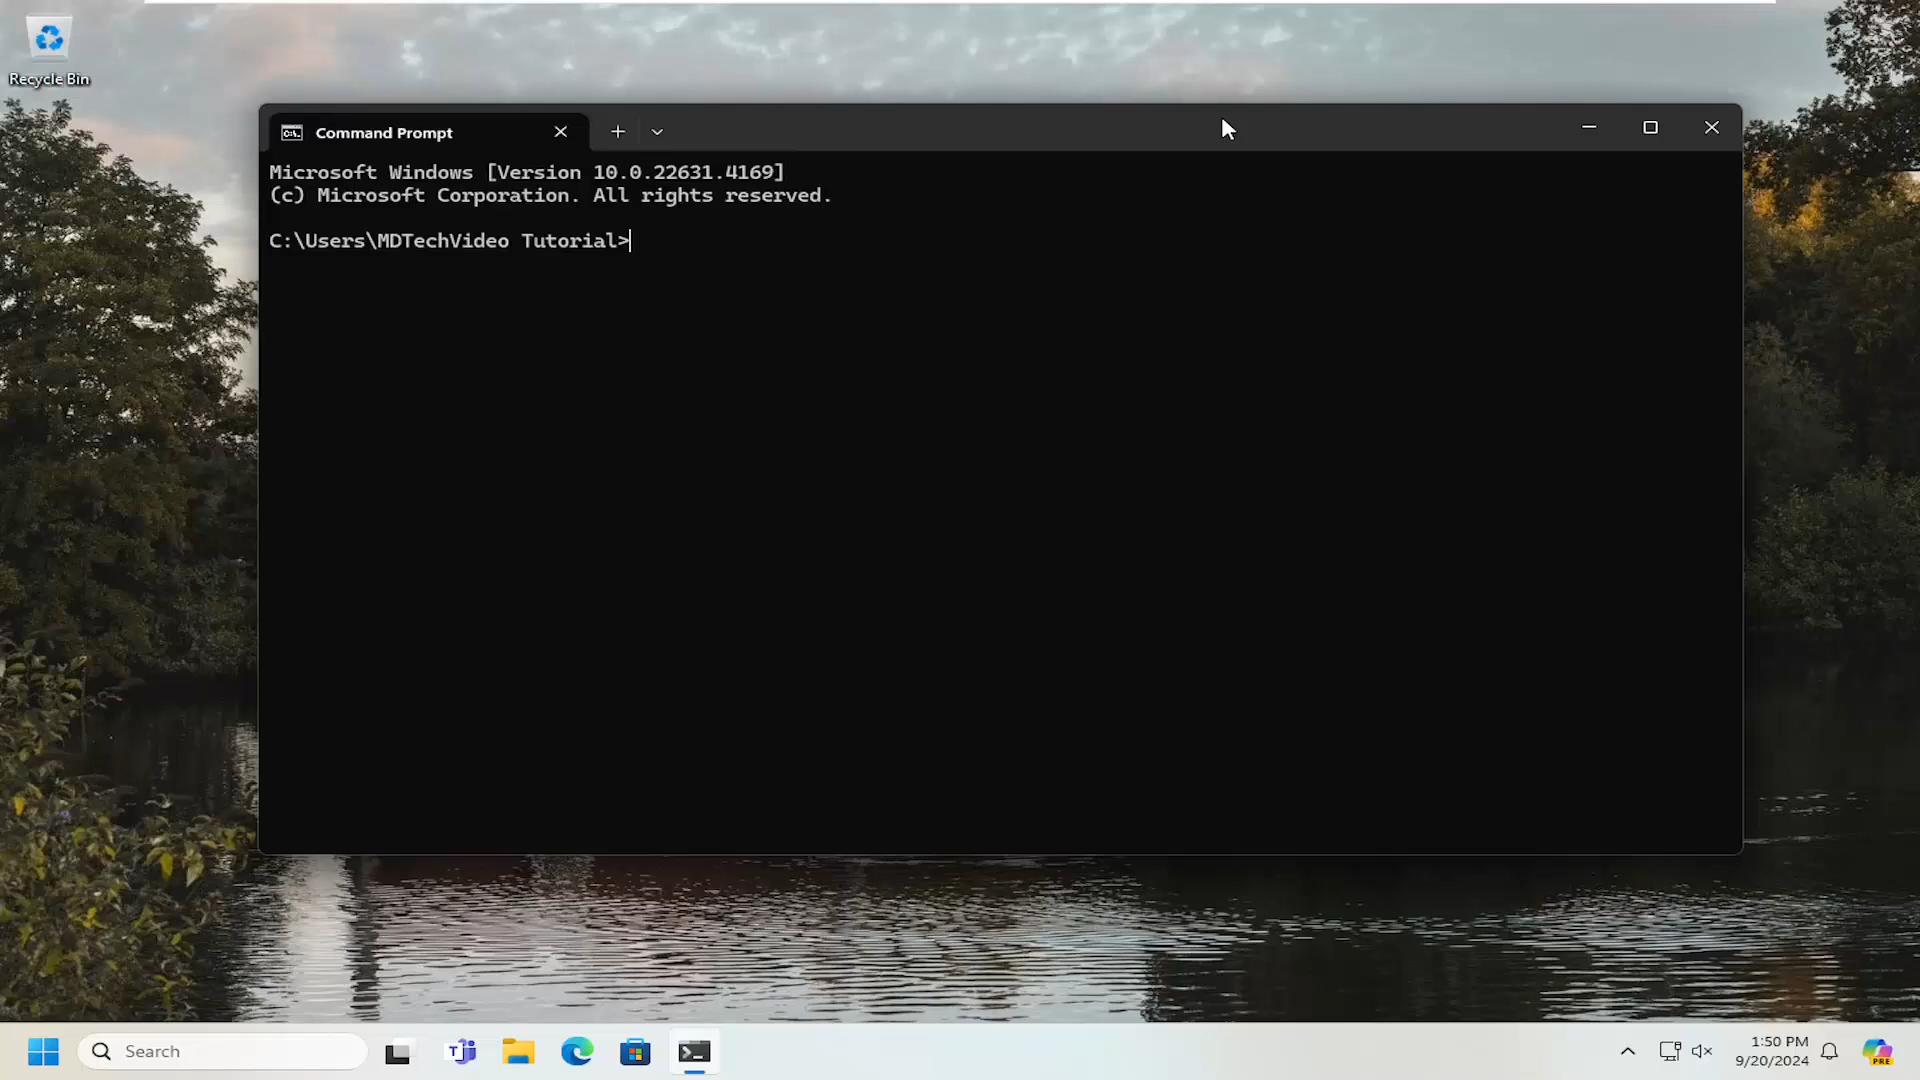 Recycle Bin
Command Prompt
Microsoft Windows [Version 10.0.22631.4169]
(c) Microsoft Corporation. All rights reserved.
C:\Users\MDTechVideo Tutorial>
Search
1:50 PM
9/20/2024
PRE